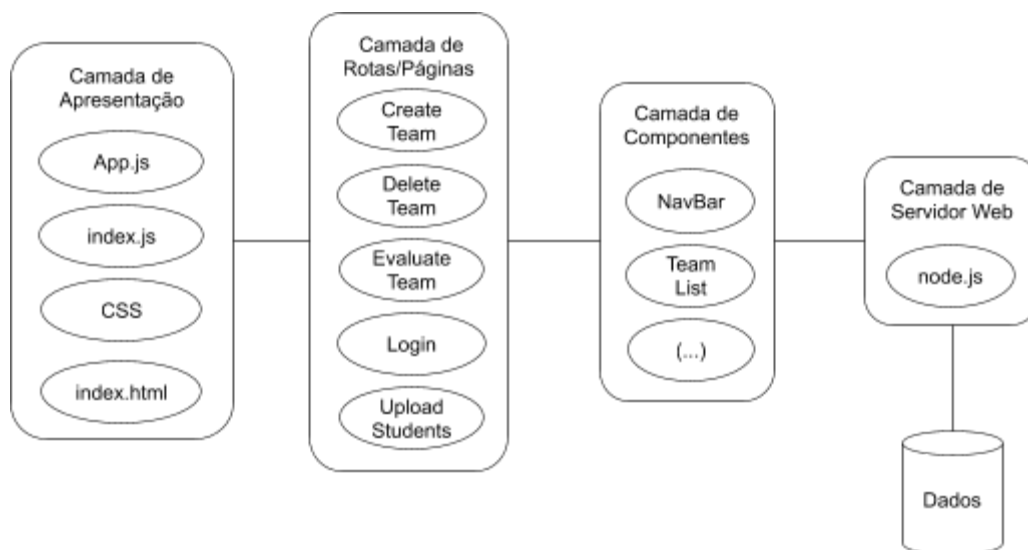 Camada de
Apresentação
App.js
index.js
CSS
index.html
Camada de
Rotas/Páginas
Create
Team
Delete
Team
Evaluate
Team
Login
Upload
Students
Camada de
Componentes
NavBar
Team
List
(...)
Camada de
Servidor Web
node.js
Dados